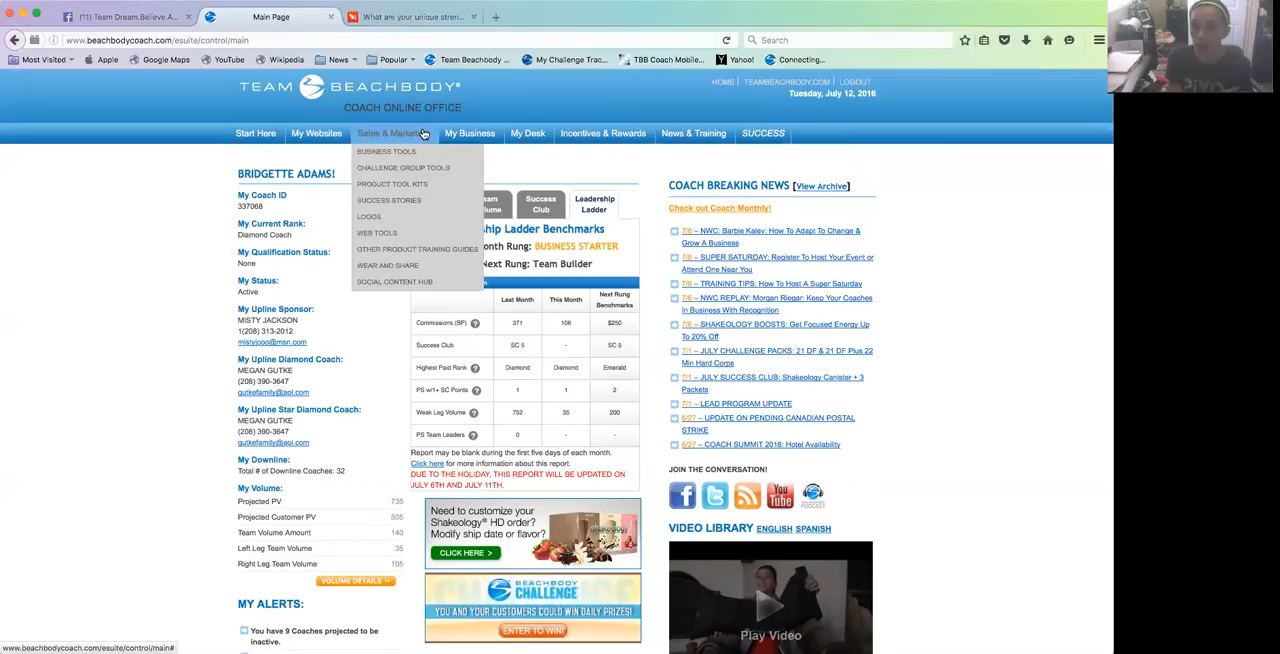 (11) Team Dream.Believe.A...
Main Page
What are your unique stren...
www.beachbodycoach.com/esuite/control/main
Search
Most Visited
Apple
Google Maps
YouTube
Wikipedia
News
Popular
Team Beachbody ...
My Challenge Trac...
TBB Coach Mobile...
Yahoo!
Connecting...
TEAM BEACHBODY
COACH ONLINE OFFICE
HOME | TEAMBEACHBODY.COM | LOGOUT
Tuesday, July 12, 2016
Start Here
My Websites
Sales & Market
My Business
My Desk
Incentives & Rewards
News & Training
SUCCESS
BUSINESS TOOLS
CHALLENGE GROUP TOOLS
PRODUCT TOOL KITS
SUCCESS STORIES
LOGOS
WEB TOOLS
OTHER PRODUCT TRAINING GUIDES
WEAR AND SHARE
SOCIAL CONTENT HUB
BRIDGETTE ADAMS!
My Coach ID
337068
My Current Rank:
Diamond Coach
My Qualification Status:
None
My Status:
Active
My Upline Sponsor:
MISTY JACKSON
1(208) 313-2012
mistyjcoo@msn.com
My Upline Diamond Coach:
MEGAN GUTKE
(208) 390-3647
gutkefamily@aol.com
My Upline Star Diamond Coach:
MEGAN GUTKE
(208) 390-3647
gutkefamily@aol.com
My Downline:
Total # of Downline Coaches: 32
My Volume:
Projected PV 735
Projected Customer PV 505
Team Volume Amount 140
Left Leg Team Volume 35
Right Leg Team Volume 105
VOLUME DETAILS >>
MY ALERTS:
You have 9 Coaches projected to be
inactive.
eam
lume
Success
Club
Leadership
Ladder
hip Ladder Benchmarks
onth Rung: BUSINESS STARTER
Next Rung: Team Builder
Last Month
This Month
Next Rung
Benchmarks
Commissions (BP) ? 371 106 $250
Success Club SC 5 - SC 5
Highest Paid Rank ? Diamond Diamond Emerald
PS w/1+ SC Points ? 1 1 2
Weak Leg Volume ? 752 35 200
PS Team Leaders ? 0 - -
Report may be blank during the first five days of each month.
Click here for more information about this report.
DUE TO THE HOLIDAY, THIS REPORT WILL BE UPDATED ON
JULY 6TH AND JULY 11TH.
Need to customize your
Shakeology® HD order?
Modify ship date or flavor?
CLICK HERE >
shakeology
BEACHBODY
CHALLENGE
YOU AND YOUR CUSTOMERS COULD WIN DAILY PRIZES!
ENTER TO WIN!
COACH BREAKING NEWS [View Archive]
Check out Coach Monthly!
7/8 – NWC: Barbie Kalev: How To Adapt To Change &
Grow A Business
7/8 – SUPER SATURDAY: Register To Host Your Event or
Attend One Near You
7/8 – TRAINING TIPS: How To Host A Super Saturday
7/8 – NWC REPLAY: Morgan Riegar: Keep Your Coaches
In Business With Recognition
7/6 – SHAKEOLOGY BOOSTS: Get Focused Energy Up
To 20% Off
7/1 – JULY CHALLENGE PACKS: 21 DF & 21 DF Plus 22
Min Hard Corps
7/1 – JULY SUCCESS CLUB: Shakeology Canister + 3
Packets
7/1 – LEAD PROGRAM UPDATE
6/27 – UPDATE ON PENDING CANADIAN POSTAL
STRIKE
6/27 – COACH SUMMIT 2016: Hotel Availability
JOIN THE CONVERSATION!
You
Tube
PODCAST
VIDEO LIBRARY ENGLISH SPANISH
Play Video
www.beachbodycoach.com/esuite/control/main#
PIYO